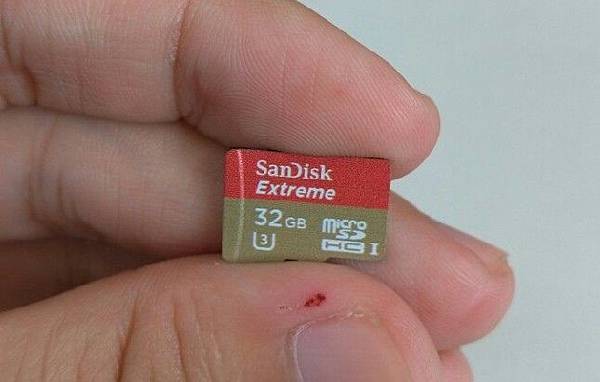 SanDisk
Extreme
32GB
3
micro
SD
HC I